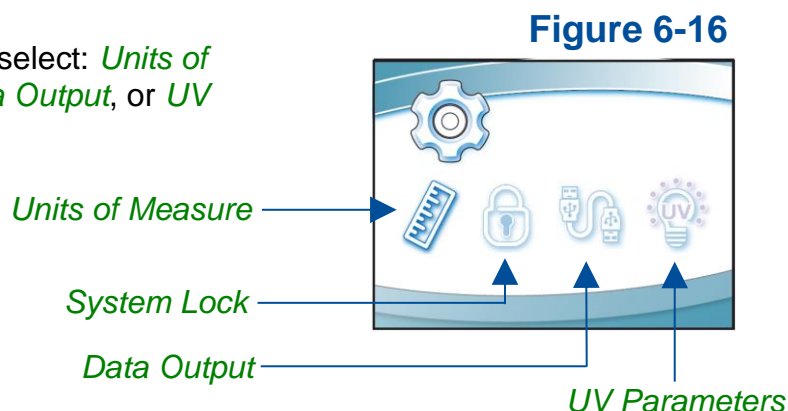 Figure 6-16
select: Units of
a Output, or UV
UV
Units of Measure
System Lock
Data Output
UV Parameters